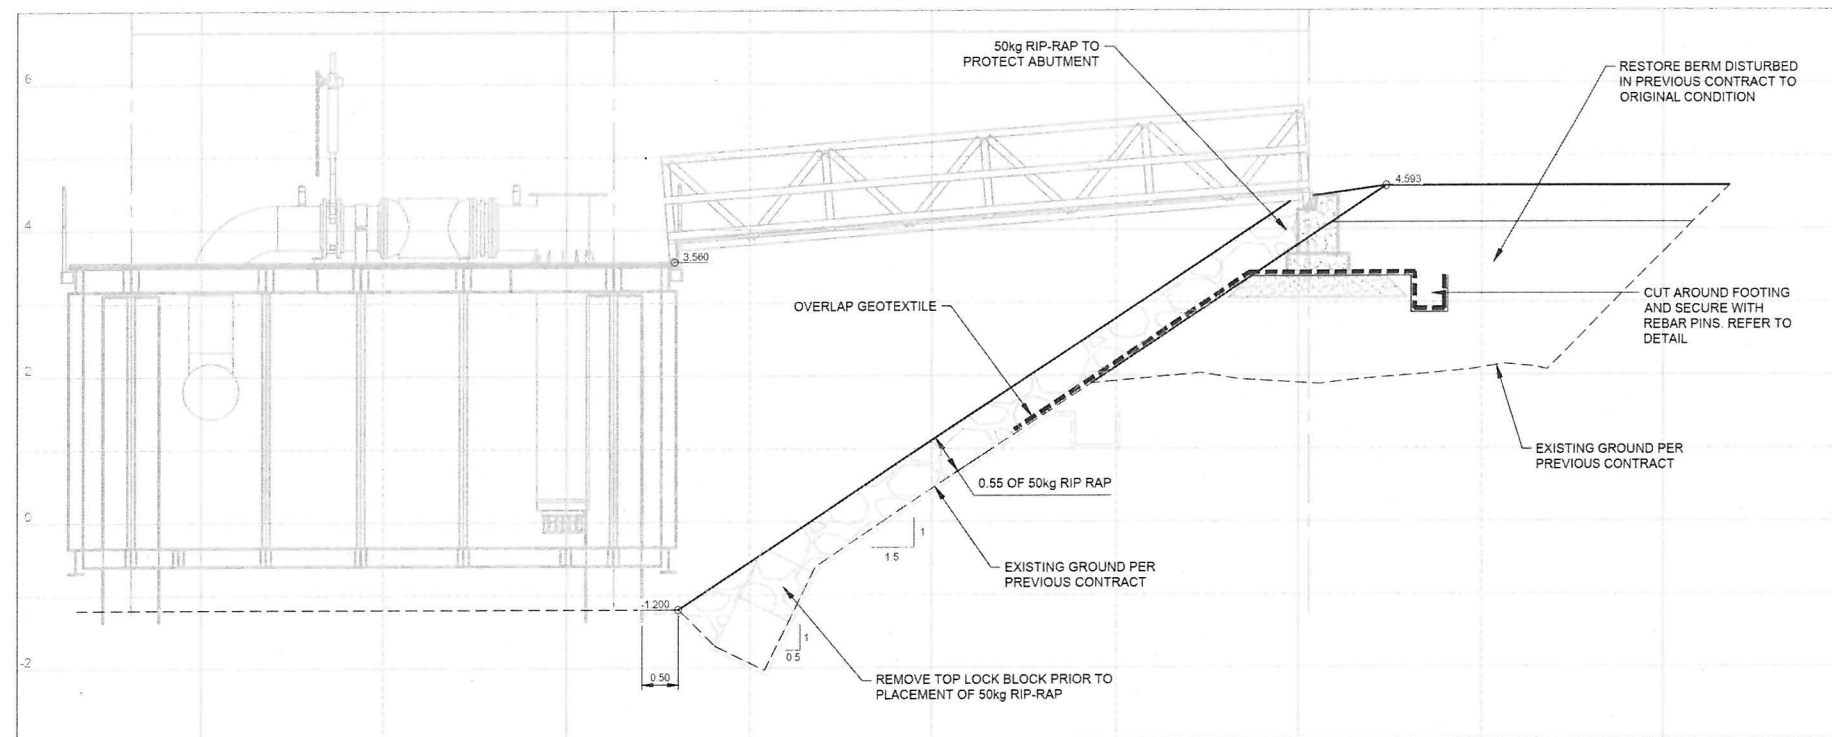 50kg RIP-RAP TO
PROTECT ABUTMENT
RESTORE BERM DISTURBED
IN PREVIOUS CONTRACT TO
ORIGINAL CONDITION
6
4.593
4
3.560
OVERLAP GEOTEXTILE
CUT AROUND FOOTING
AND SECURE WITH
REBAR PINS. REFER TO
DETAIL
2
EXISTING GROUND PER
PREVIOUS CONTRACT
0.55 OF 50kg RIP RAP
0
1
1.5
EXISTING GROUND PER
PREVIOUS CONTRACT
-1.200
1
0.5
-2
0.50
REMOVE TOP LOCK BLOCK PRIOR TO
PLACEMENT OF 50kg RIP-RAP